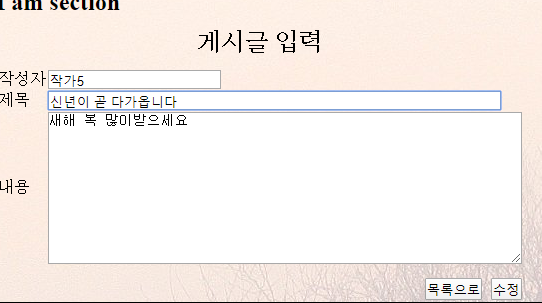 I am section
게시글 입력
작성자 작가5
제목 신년이 곧 다가옵니다
내용 새해 복 많이받으세요
목록으로 수정